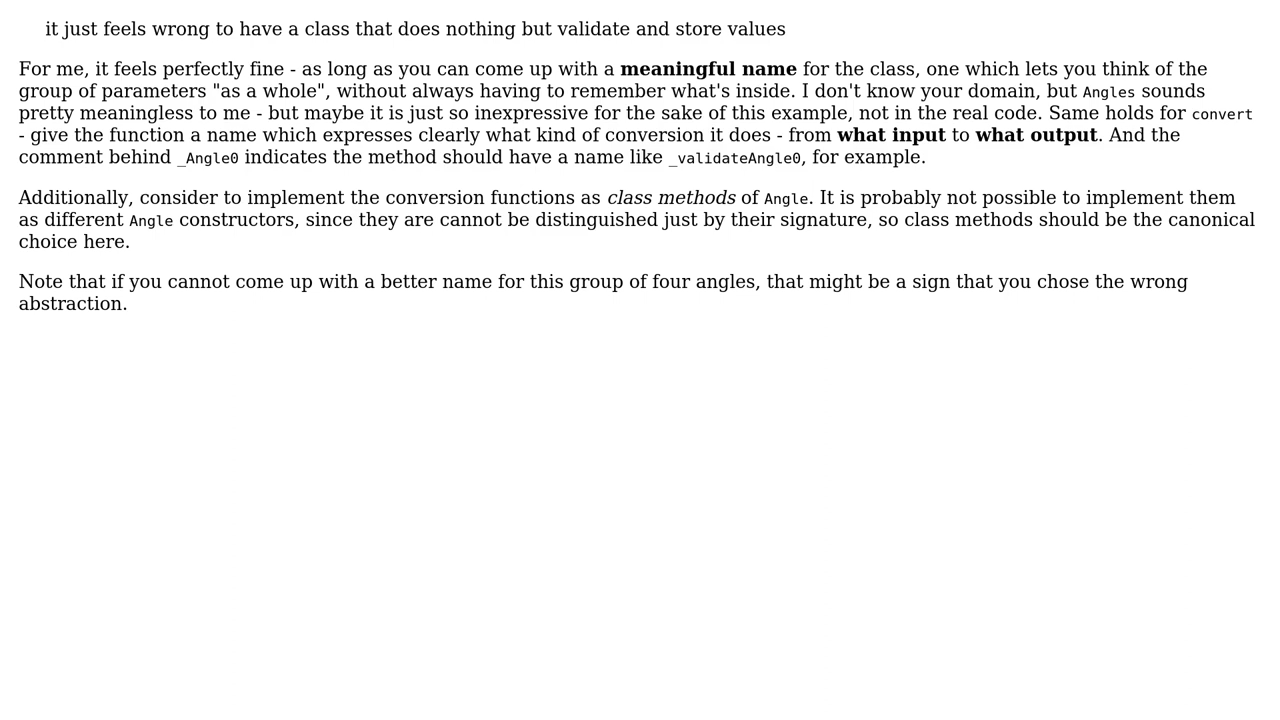 it just feels wrong to have a class that does nothing but validate and store values
For me, it feels perfectly fine - as long as you can come up with a meaningful name for the class, one which lets you think of the
group of parameters "as a whole", without always having to remember what's inside. I don't know your domain, but Angles sounds
pretty meaningless to me - but maybe it is just so inexpressive for the sake of this example, not in the real code. Same holds for convert
- give the function a name which expresses clearly what kind of conversion it does - from what input to what output. And the
comment behind _Angle0 indicates the method should have a name like _validateAngle0, for example.
Additionally, consider to implement the conversion functions as class methods of Angle. It is probably not possible to implement them
as different Angle constructors, since they are cannot be distinguished just by their signature, so class methods should be the canonical
choice here.
Note that if you cannot come up with a better name for this group of four angles, that might be a sign that you chose the wrong
abstraction.